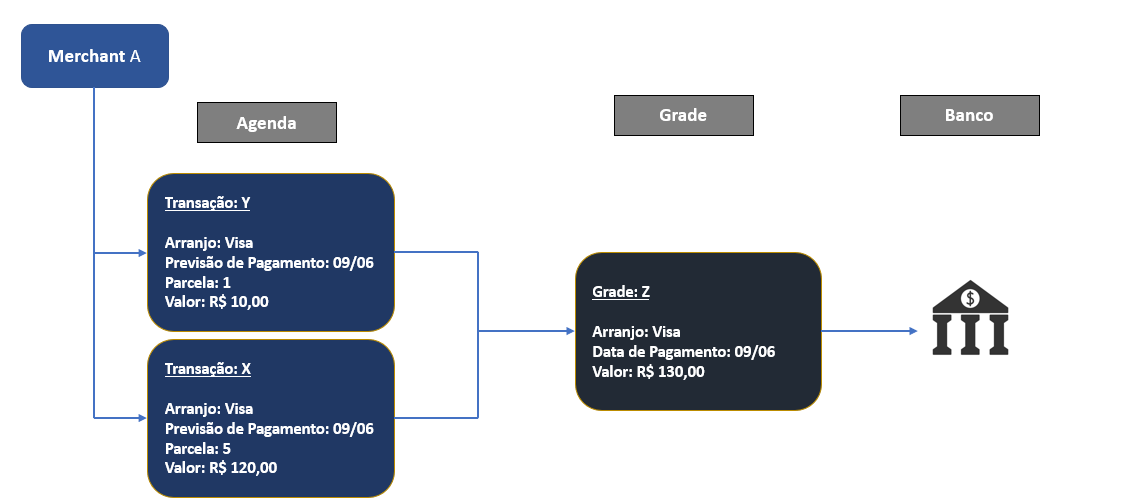 Merchant A
Agenda
Grade
Banco
Transação: Y
Arranjo: Visa
Previsão de Pagamento: 09/06
Parcela: 1
Valor: R$ 10,00
Transação: X
Arranjo: Visa
Previsão de Pagamento: 09/06
Parcela: 5
Valor: R$ 120,00
Grade: Z
Arranjo: Visa
Data de Pagamento: 09/06
Valor: R$ 130,00
$